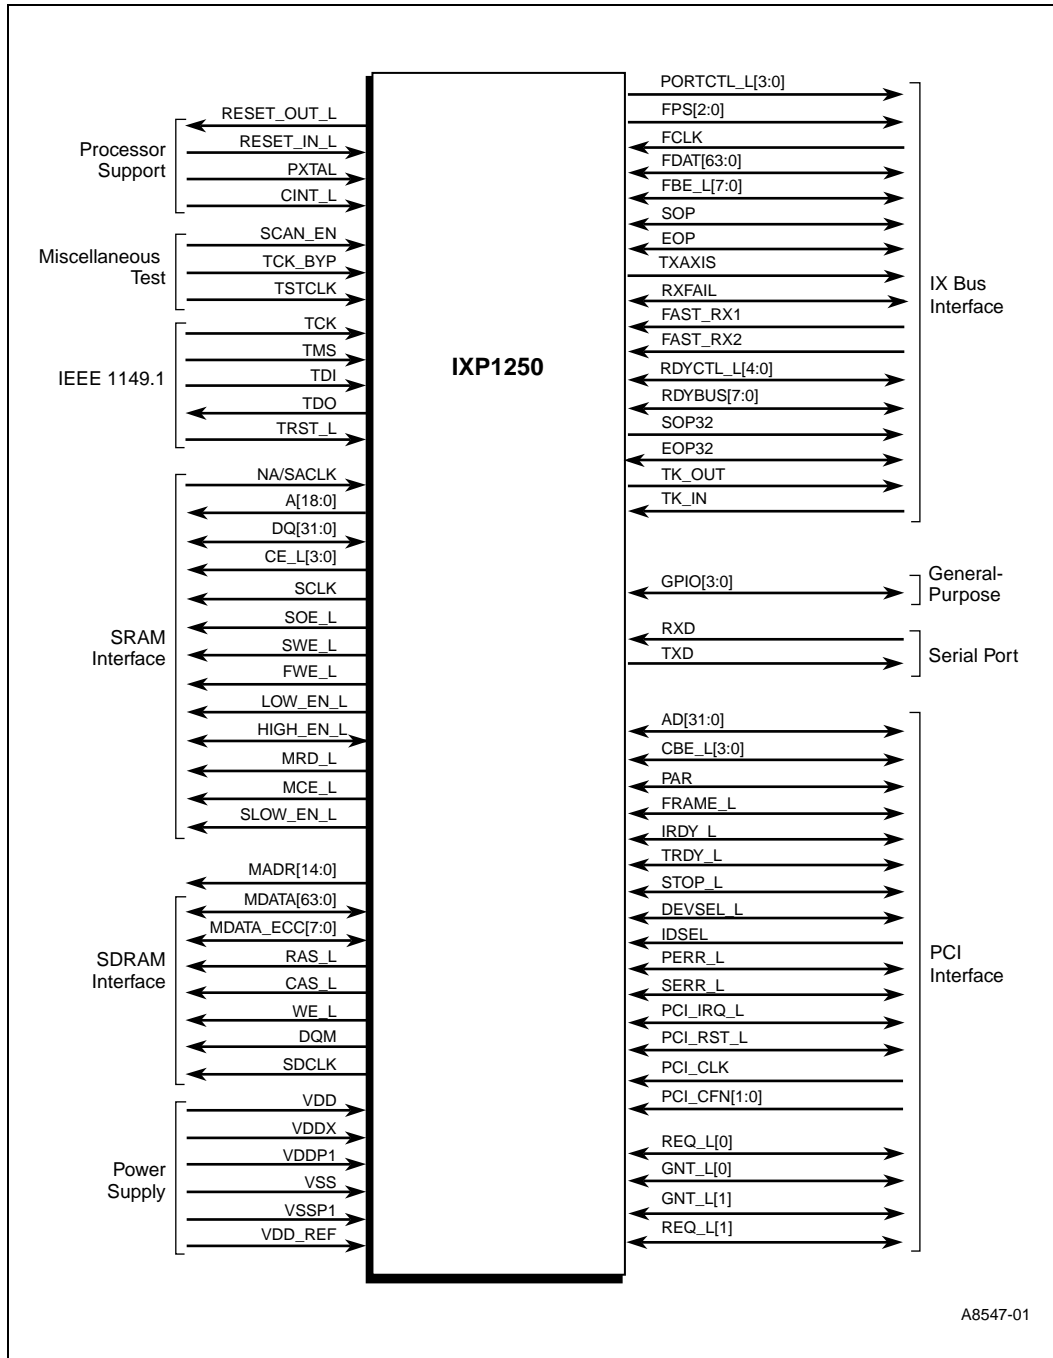 RESET_OUT_L
RESET_IN_L
PXTAL
CINT_L
Processor
Support
SCAN_EN
TCK_BYP
TSTCLK
Miscellaneous
Test
TCK
TMS
TDI
TDO
TRST_L
IEEE 1149.1
NA/SACLK
A[18:0]
DQ[31:0]
CE_L[3:0]
SCLK
SOE_L
SWE_L
FWE_L
LOW_EN_L
HIGH_EN_L
MRD_L
MCE_L
SLOW_EN_L
SRAM
Interface
MADR[14:0]
MDATA[63:0]
MDATA_ECC[7:0]
RAS_L
CAS_L
WE_L
DQM
SDCLK
SDRAM
Interface
VDD
VDDX
VDDP1
VSS
VSSP1
VDD_REF
Power
Supply
IXP1250
PORTCTL_L[3:0]
FPS[2:0]
FCLK
FDAT[63:0]
FBE_L[7:0]
SOP
EOP
TXAXIS
RXFAIL
FAST_RX1
FAST_RX2
RDYCTL_L[4:0]
RDYBUS[7:0]
SOP32
EOP32
TK_OUT
TK_IN
IX Bus
Interface
GPIO[3:0]
General-
Purpose
RXD
TXD
Serial Port
AD[31:0]
CBE_L[3:0]
PAR
FRAME_L
IRDY_L
TRDY_L
STOP_L
DEVSEL_L
IDSEL
PERR_L
SERR_L
PCI_IRQ_L
PCI_RST_L
PCI_CLK
PCI_CFN[1:0]
REQ_L[0]
GNT_L[0]
GNT_L[1]
REQ_L[1]
PCI
Interface
A8547-01